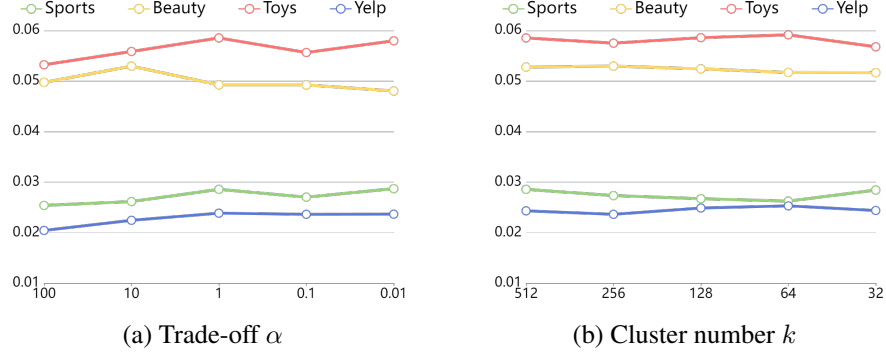 Sports Beauty Toys Yelp
0.06
0.05
0.04
0.03
0.02
0.01
100 10 1 0.1 0.01
(a) Trade-off α
Sports Beauty Toys Yelp
0.06
0.05
0.04
0.03
0.02
0.01
512 256 128 64 32
(b) Cluster number k